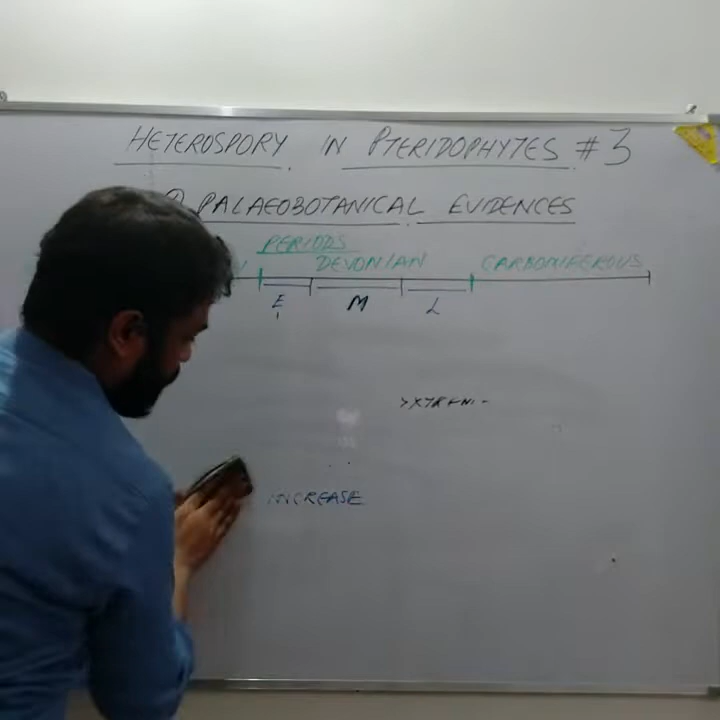 HETEROSPORY IN PTERIDOPHYTES #3
PALAEOBOTANICAL EVIDENCES
PERIODS
DEVONIAN CARBONIFEROUS
E M L
INCREASE